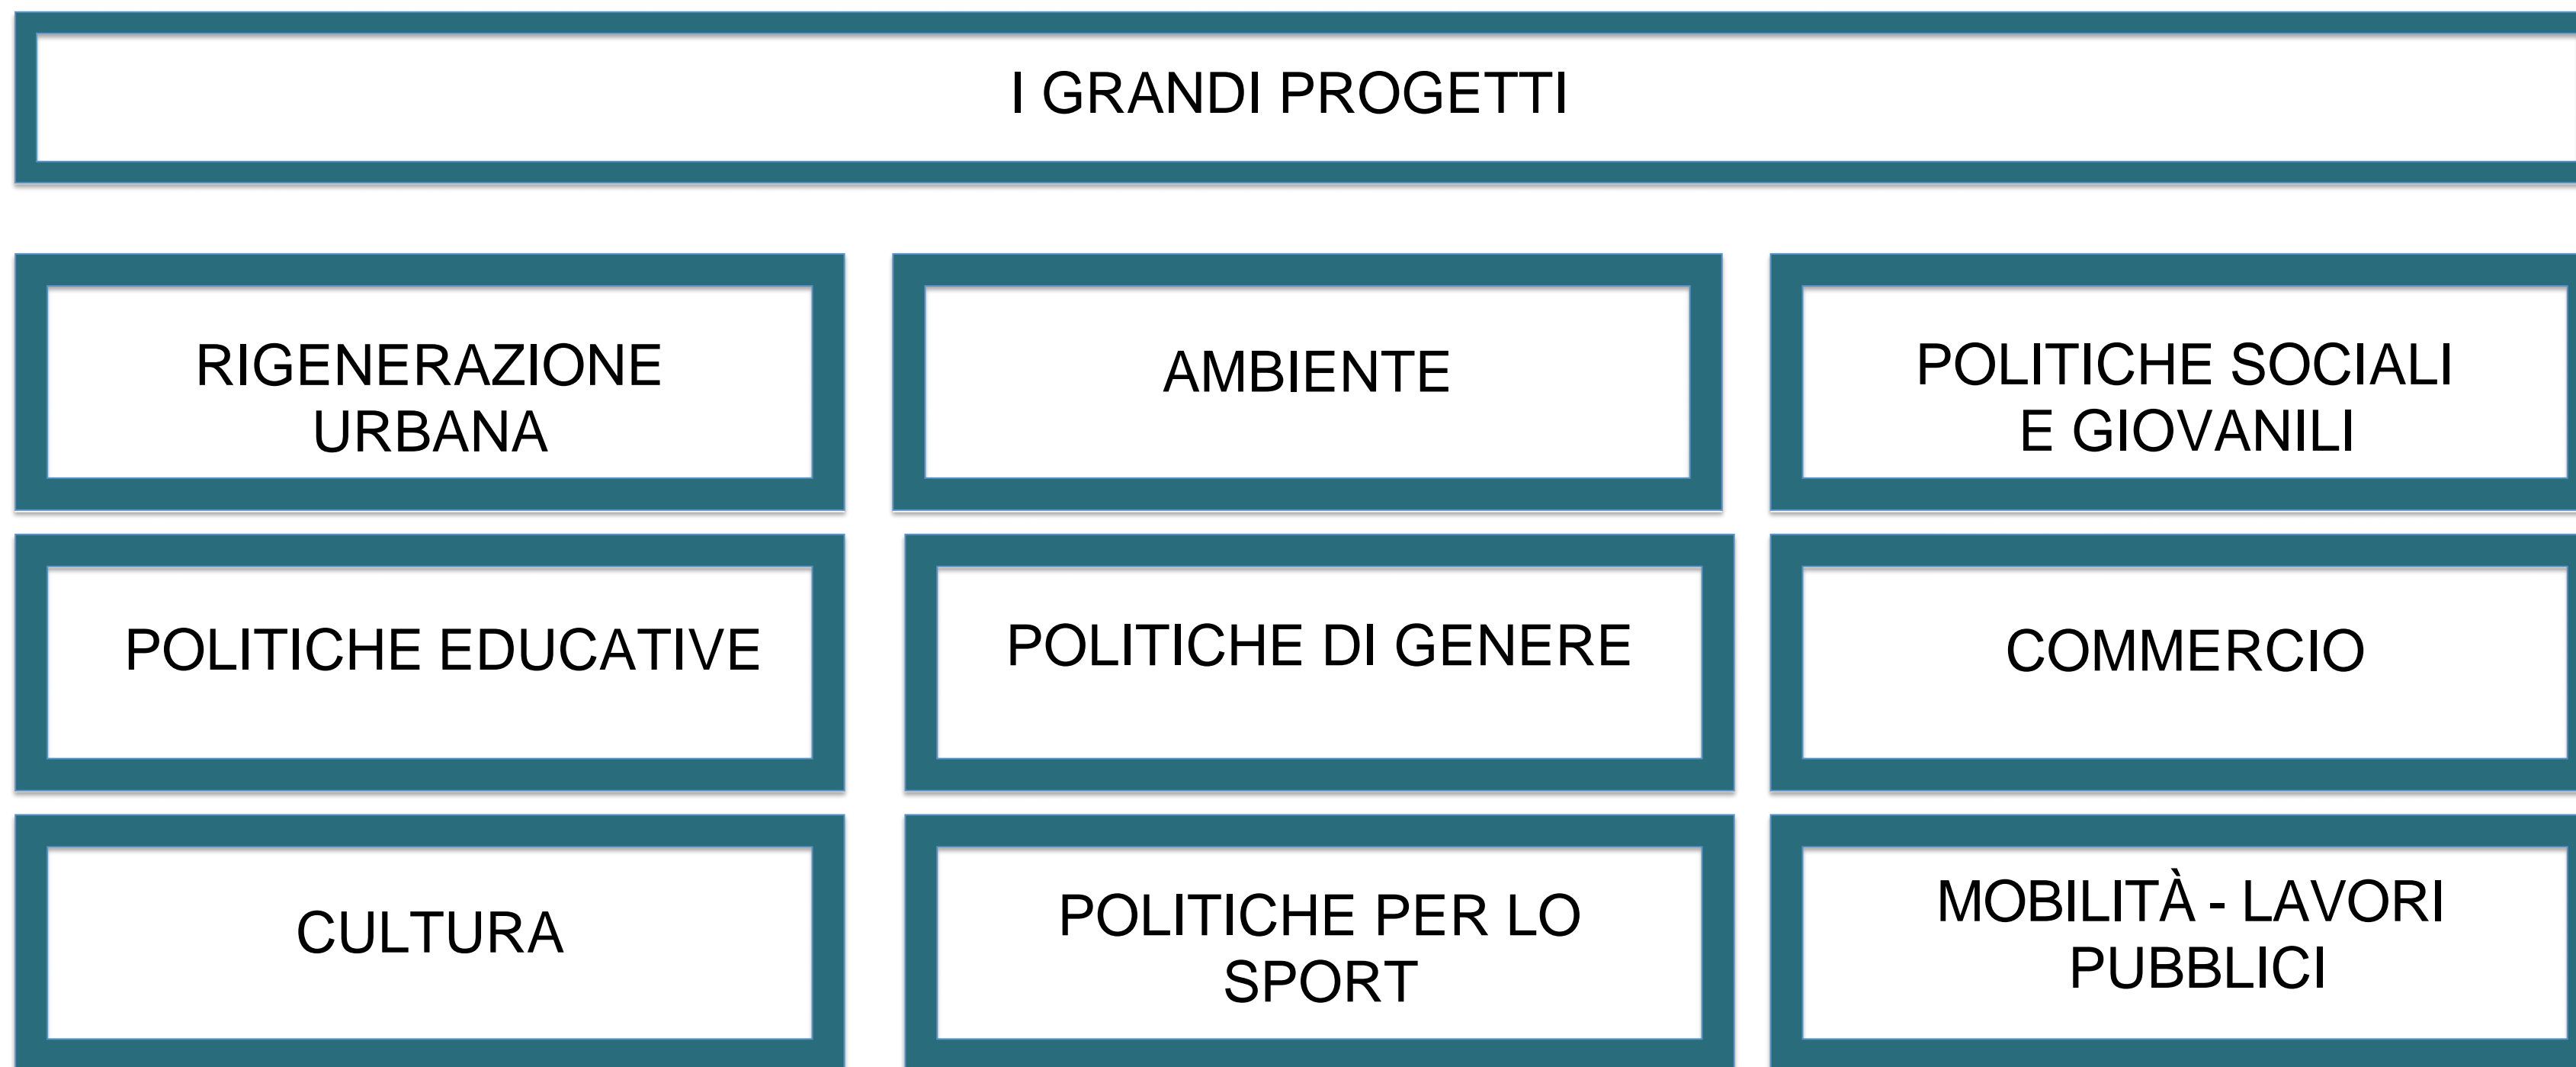 I GRANDI PROGETTI
RIGENERAZIONE
URBANA
AMBIENTE
POLITICHE SOCIALI
E GIOVANILI
POLITICHE EDUCATIVE
POLITICHE DI GENERE
COMMERCIO
CULTURA
POLITICHE PER LO
SPORT
MOBILITÀ - LAVORI
PUBBLICI